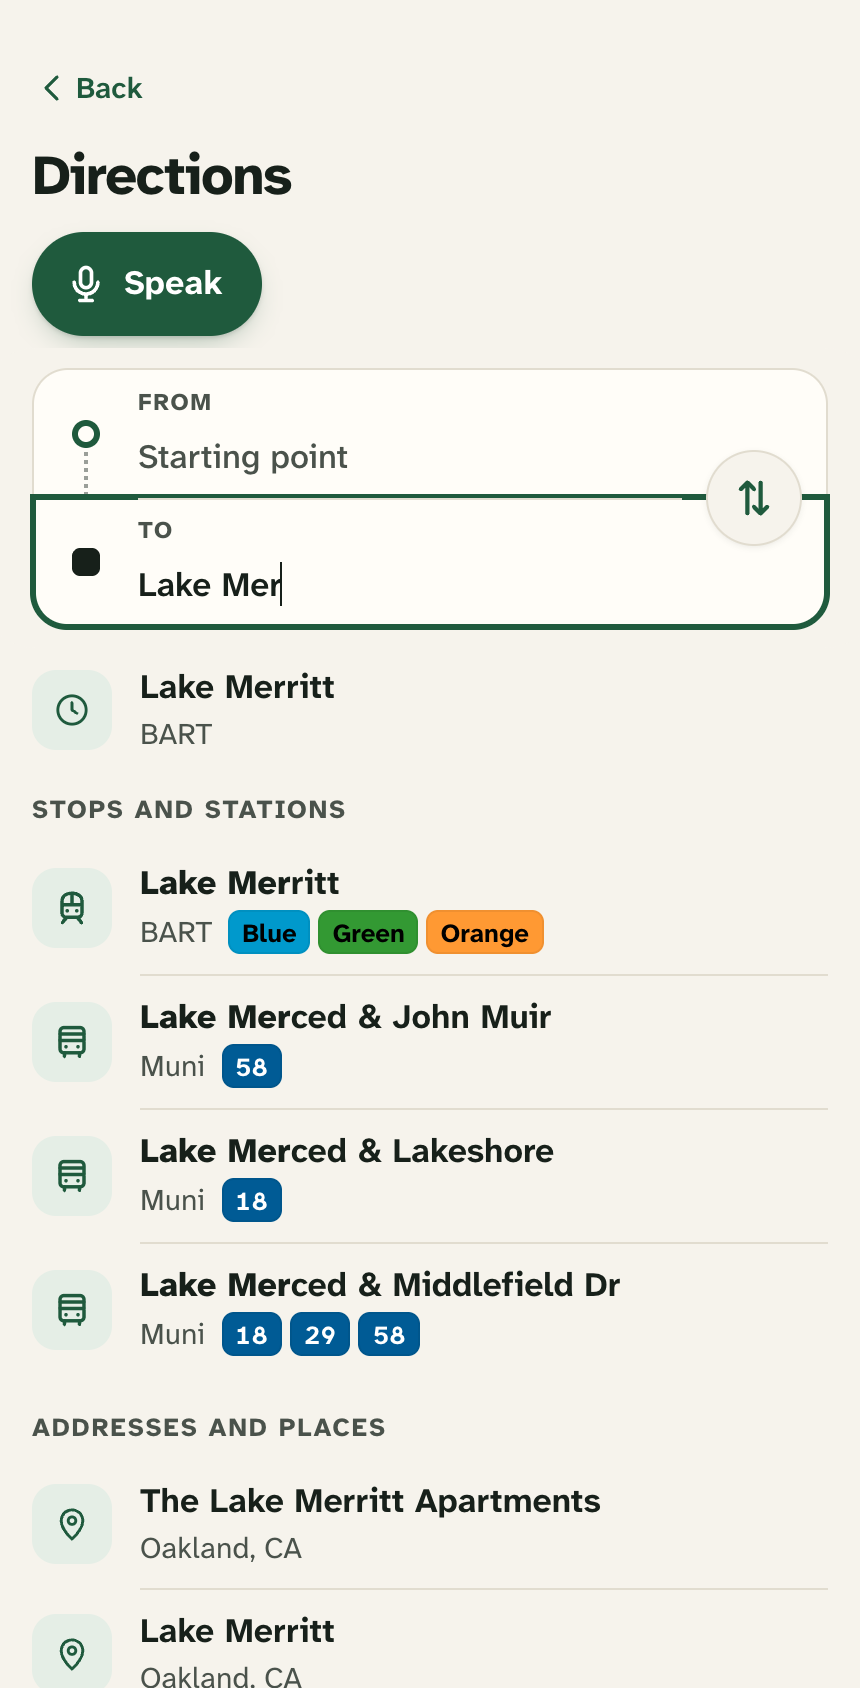 Back
Directions
Speak
FROM
Starting point
TO
Lake Mer
Lake Merritt
BART
STOPS AND STATIONS
Lake Merritt
BART Blue Green Orange
Lake Merced & John Muir
Muni 58
Lake Merced & Lakeshore
Muni 18
Lake Merced & Middlefield Dr
Muni 18 29 58
ADDRESSES AND PLACES
The Lake Merritt Apartments
Oakland, CA
Lake Merritt
Oakland, CA